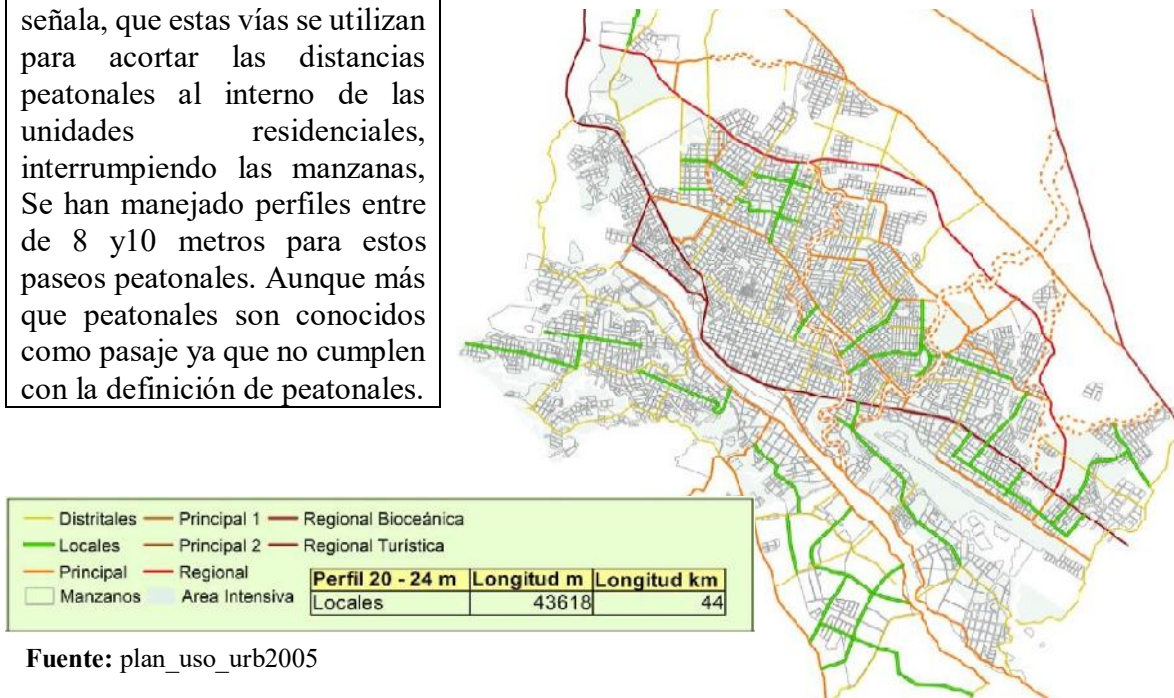 señala, que estas vías se utilizan
para acortar las distancias
peatonales al interno de las
unidades residenciales,
interrumpiendo las manzanas,
Se han manejado perfiles entre
de 8 y10 metros para estos
paseos peatonales. Aunque más
que peatonales son conocidos
como pasaje ya que no cumplen
con la definición de peatonales.
Distritales Principal 1 Regional Bioceánica
Locales Principal 2 Regional Turística
Principal Regional
Manzanos Area Intensiva
Perfil 20 - 24 m Longitud m Longitud km
Locales 43618 44
Fuente: plan_uso_urb2005